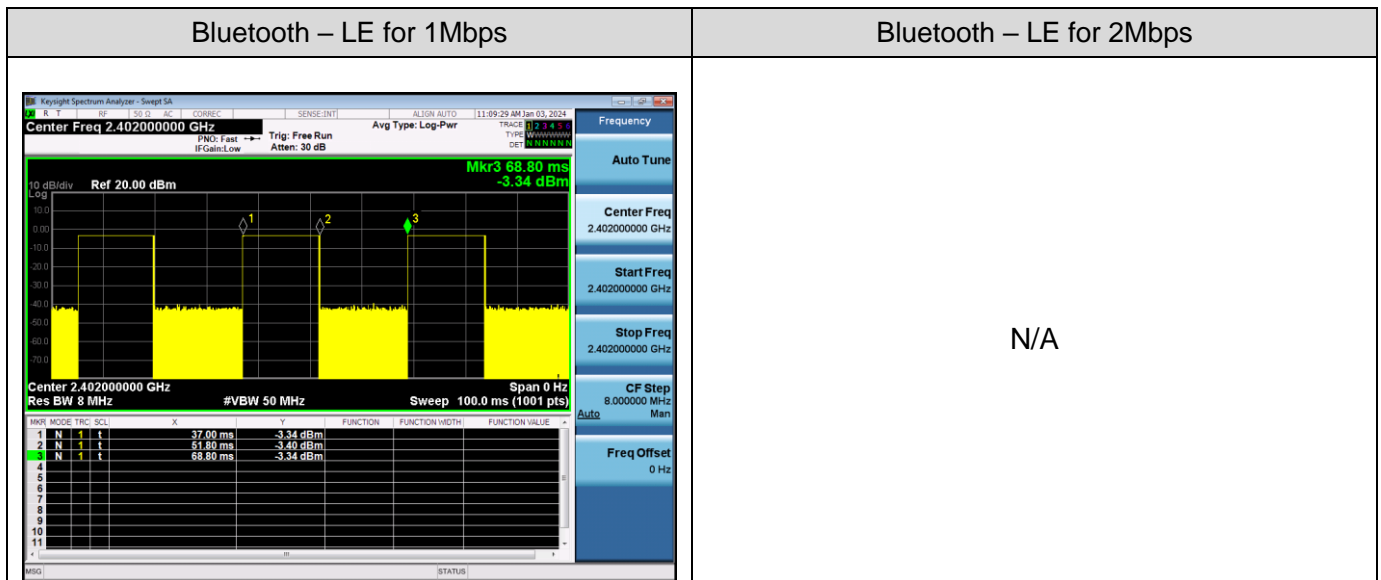 Bluetooth – LE for 1Mbps
Bluetooth – LE for 2Mbps
Keysight Spectrum Analyzer - Swept SA
R T RF 50 Ω AC CORREC SENSE:INT ALIGN AUTO 11:09:29 AM Jan 03, 2024
Center Freq 2.402000000 GHz
PNO: Fast
IFGain:Low
Trig: Free Run
Atten: 30 dB
Avg Type: Log-Pwr
TRACE 1 2 3 4 5 6
TYPE WWWWWW
DET N N N N N N
Mkr3 68.80 ms
-3.34 dBm
10 dB/div Ref 20.00 dBm
Log
10.0
0.00
-10.0
-20.0
-30.0
-40.0
-50.0
-60.0
-70.0
1
2
3
Center 2.402000000 GHz Span 0 Hz
Res BW 8 MHz #VBW 50 MHz Sweep 100.0 ms (1001 pts)
MKR MODE TRC SCL X Y FUNCTION FUNCTION WIDTH FUNCTION VALUE
1 N 1 t 37.00 ms -3.34 dBm
2 N 1 t 51.80 ms -3.40 dBm
3 N 1 t 68.80 ms -3.34 dBm
4
5
6
7
8
9
10
11
MSG STATUS
Frequency
Auto Tune
Center Freq
2.402000000 GHz
Start Freq
2.402000000 GHz
Stop Freq
2.402000000 GHz
CF Step
8.000000 MHz
Auto Man
Freq Offset
0 Hz
N/A